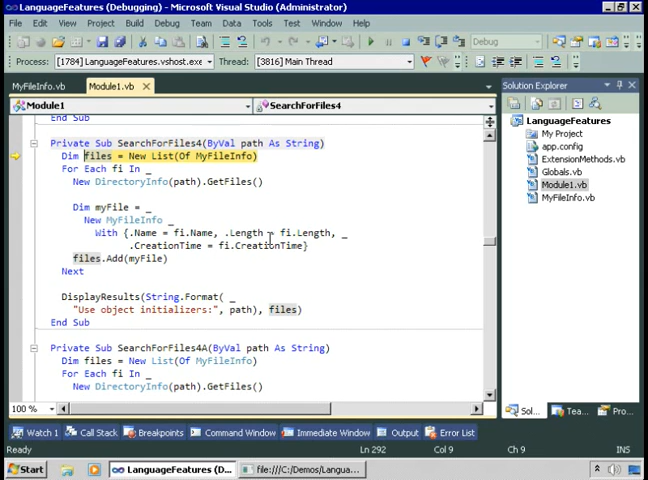 LanguageFeatures (Debugging) - Microsoft Visual Studio (Administrator)
File Edit View Project Build Debug Team Data Tools Test Window Help
Debug
Process: [1784] LanguageFeatures.vshost.exe Thread: [3816] Main Thread
MyFileInfo.vb Module1.vb
Module1 SearchForFiles4
End Sub
Private Sub SearchForFiles4(ByVal path As String)
Dim files = New List(Of MyFileInfo)
For Each fi In _
New DirectoryInfo(path).GetFiles()
Dim myFile = _
New MyFileInfo _
With {.Name = fi.Name, .Length = fi.Length, _
.CreationTime = fi.CreationTime}
files.Add(myFile)
Next
DisplayResults(String.Format( _
"Use object initializers:", path), files)
End Sub
Private Sub SearchForFiles4A(ByVal path As String)
Dim files = New List(Of MyFileInfo)
For Each fi In _
New DirectoryInfo(path).GetFiles()
100 %
Solution Explorer
LanguageFeatures
My Project
app.config
ExtensionMethods.vb
Globals.vb
Module1.vb
MyFileInfo.vb
Sol... Tea... Pro...
Watch 1 Call Stack Breakpoints Command Window Immediate Window Output Error List
Ready Ln 292 Col 9 Ch 9 INS
Start LanguageFeatures (D... file:///C:/Demos/Langua...